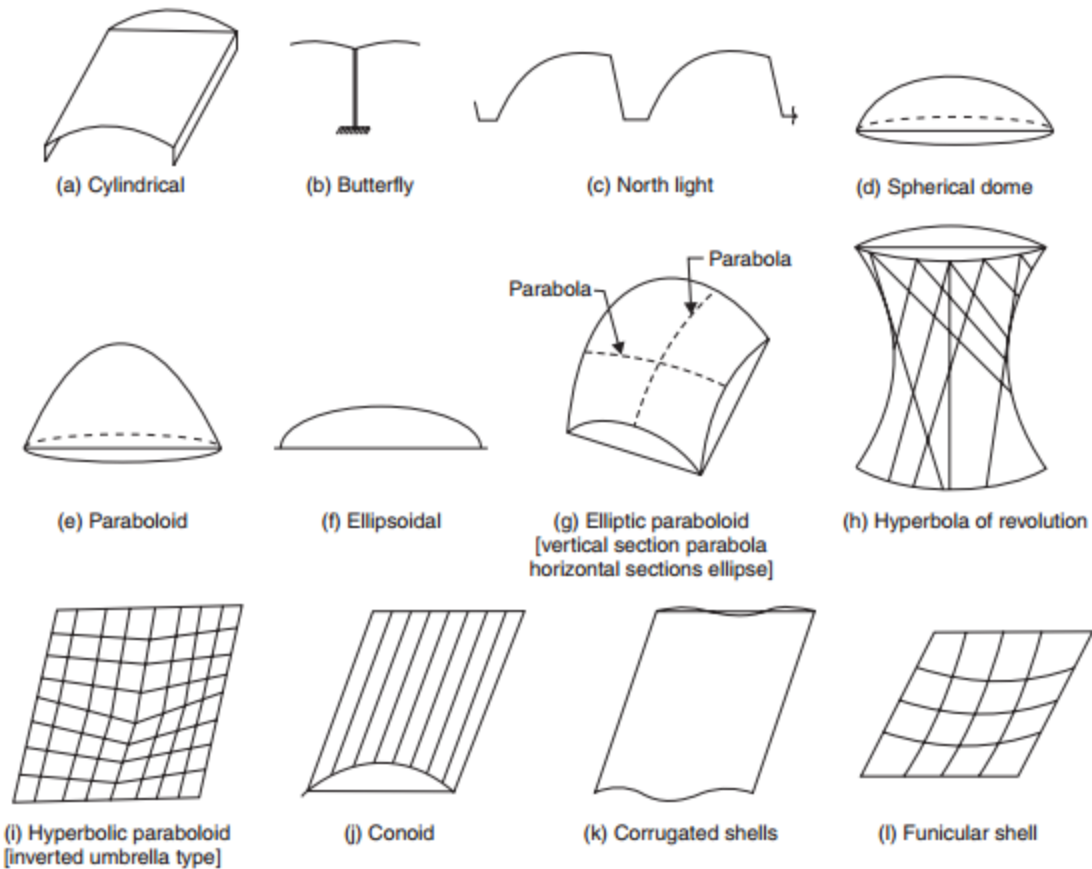 (a) Cylindrical
(b) Butterfly
(c) North light
(d) Spherical dome
Parabola
Parabola
(e) Paraboloid
(f) Ellipsoidal
(g) Elliptic paraboloid
[vertical section parabola
horizontal sections ellipse]
(h) Hyperbola of revolution
(i) Hyperbolic paraboloid
[inverted umbrella type]
(j) Conoid
(k) Corrugated shells
(l) Funicular shell